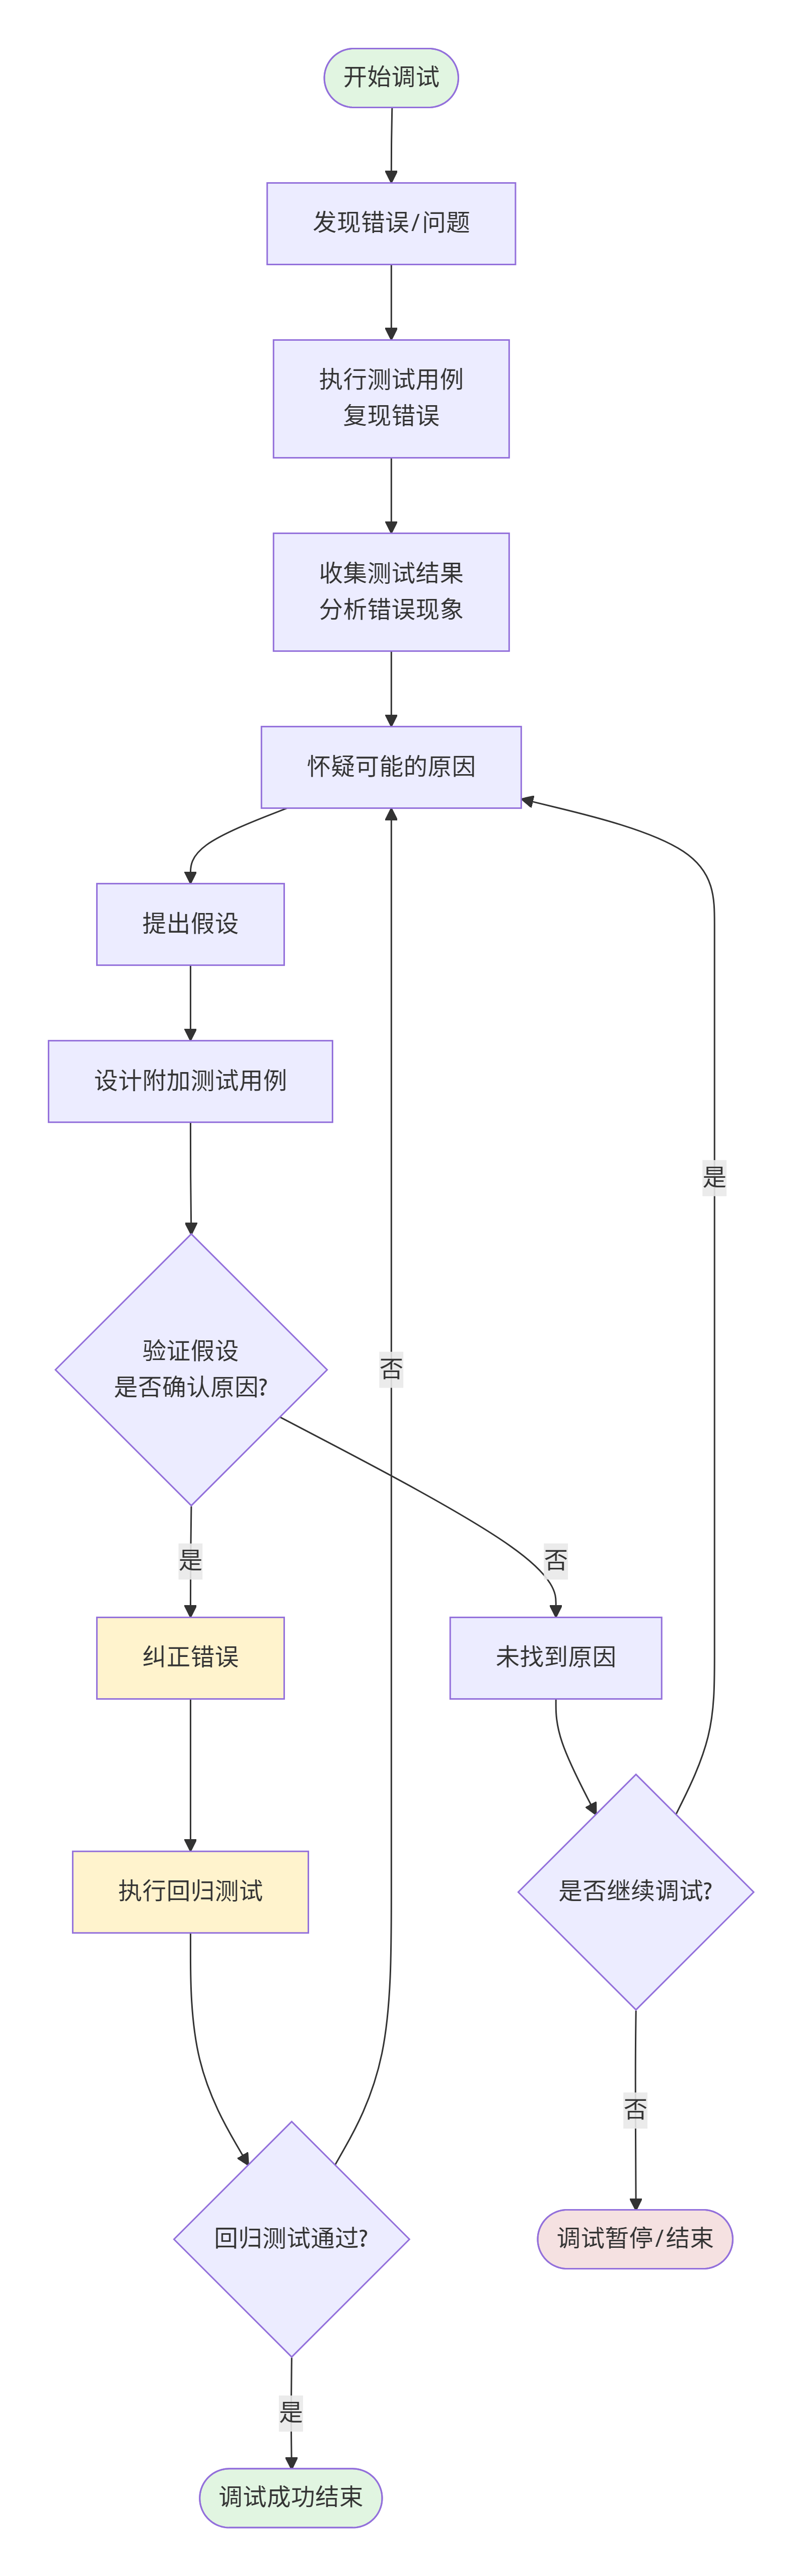 开始调试
发现错误/问题
执行测试用例
复现错误
收集测试结果
分析错误现象
怀疑可能的原因
提出假设
设计附加测试用例
是
验证假设
是否确认原因?
否
是
否
纠正错误
未找到原因
执行回归测试
是否继续调试?
否
回归测试通过?
调试暂停/结束
是
调试成功结束